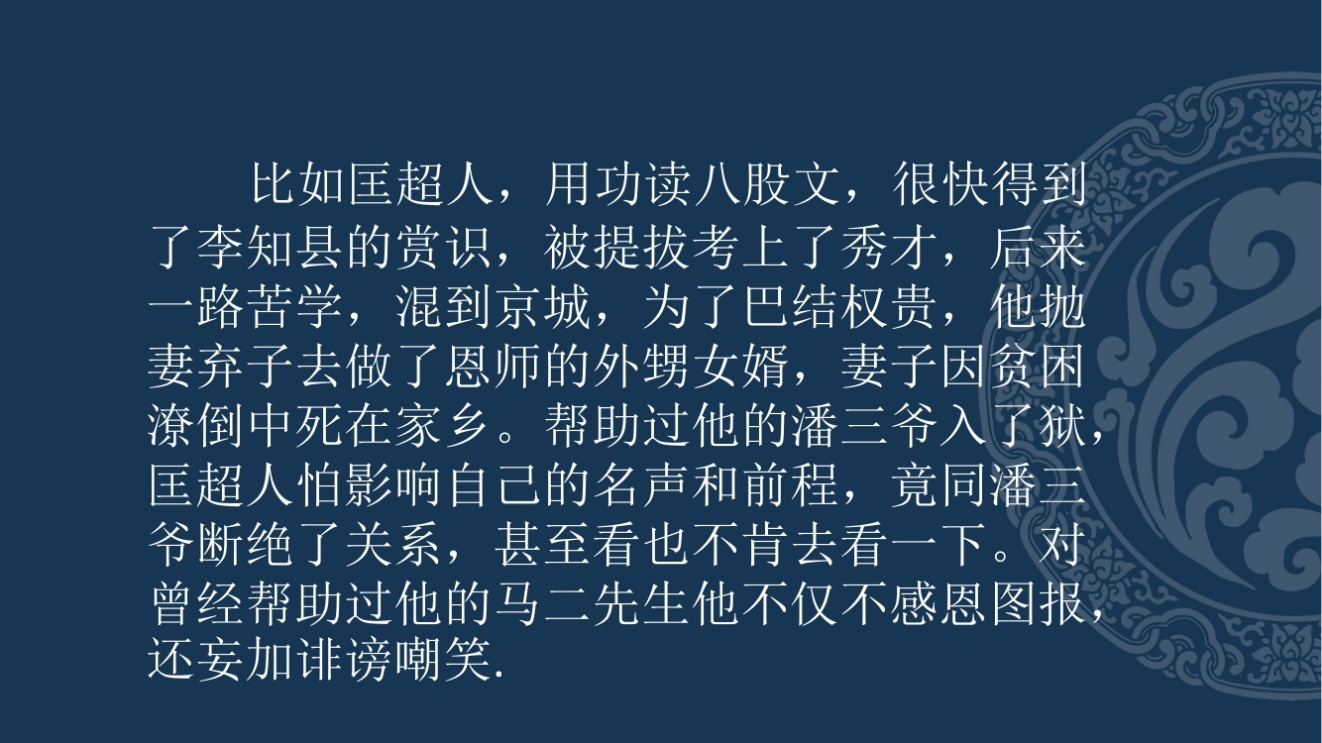 比如匡超人，用功读八股文，很快得到
了李知县的赏识，被提拔考上了秀才，后来
一路苦学，混到京城，为了巴结权贵，他抛
妻弃子去做了恩师的外甥女婿，妻子因贫困
潦倒中死在家乡。帮助过他的潘三爷入了狱，
匡超人怕影响自己的名声和前程，竟同潘三
爷断绝了关系，甚至看也不肯去看一下。对
曾经帮助过他的马二先生他不仅不感恩图报，
还妄加诽谤嘲笑.